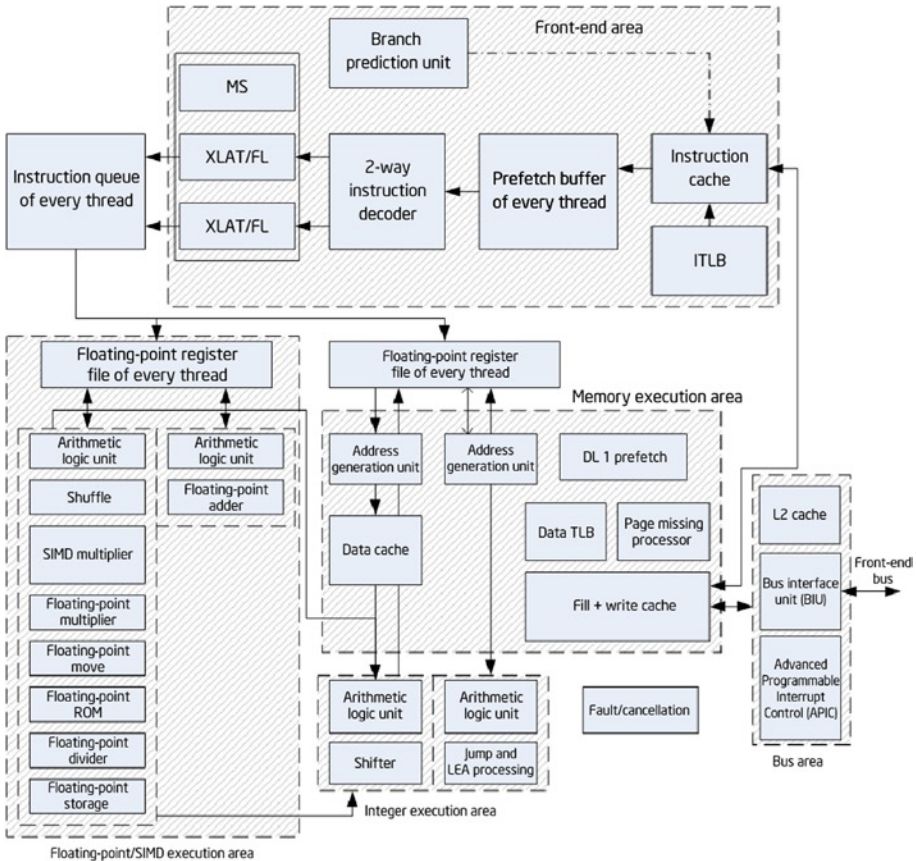 Front-end area
Branch
prediction unit
MS
XLAT/FL
XLAT/FL
2-way
instruction
decoder
Prefetch buffer
of every thread
Instruction
cache
ITLB
Instruction queue
of every thread
Floating-point register
file of every thread
Floating-point register
file of every thread
Memory execution area
Arithmetic
logic unit
Shuffle
SIMD multiplier
Floating-point
multiplier
Floating-point
move
Floating-point
ROM
Floating-point
divider
Floating-point
storage
Arithmetic
logic unit
Floating-point
adder
Address
generation unit
Data cache
Address
generation unit
DL 1 prefetch
Data TLB
Page missing
processor
Fill + write cache
L2 cache
Bus interface
unit (BIU)
Advanced
Programmable
Interrupt
Control (APIC)
Front-endl
bus
Bus area
Arithmetic
logic unit
Shifter
Arithmetic
logic unit
Jump and
LEA processing
Fault/cancellation
Integer execution area
Floating-point/SIMD execution area